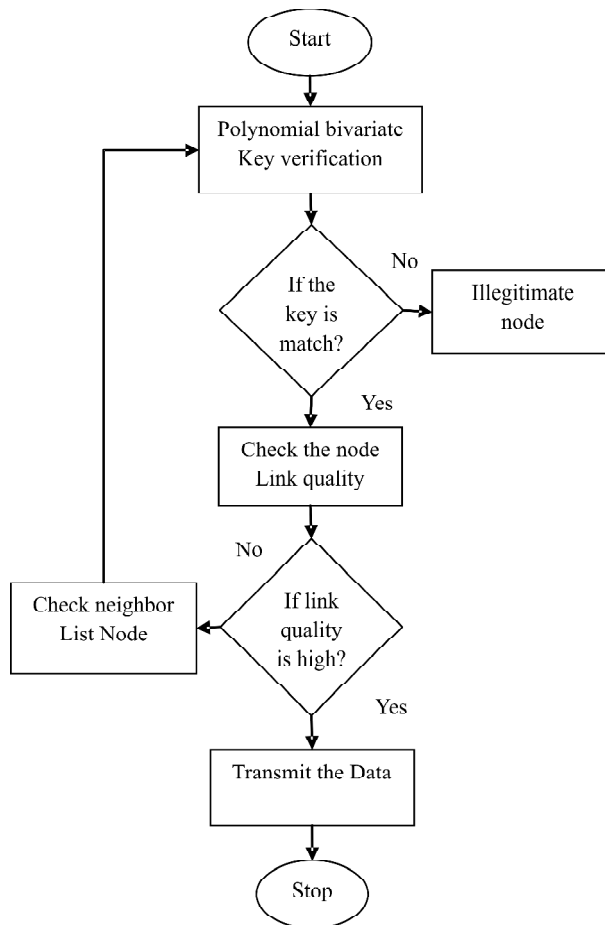 Start
Polynomial bivariate
Key verification
No
If the
key is
match?
Illegitimate
node
Yes
Check the node
Link quality
No
Check neighbor
List Node
If link
quality
is high?
Yes
Transmit the Data
Stop